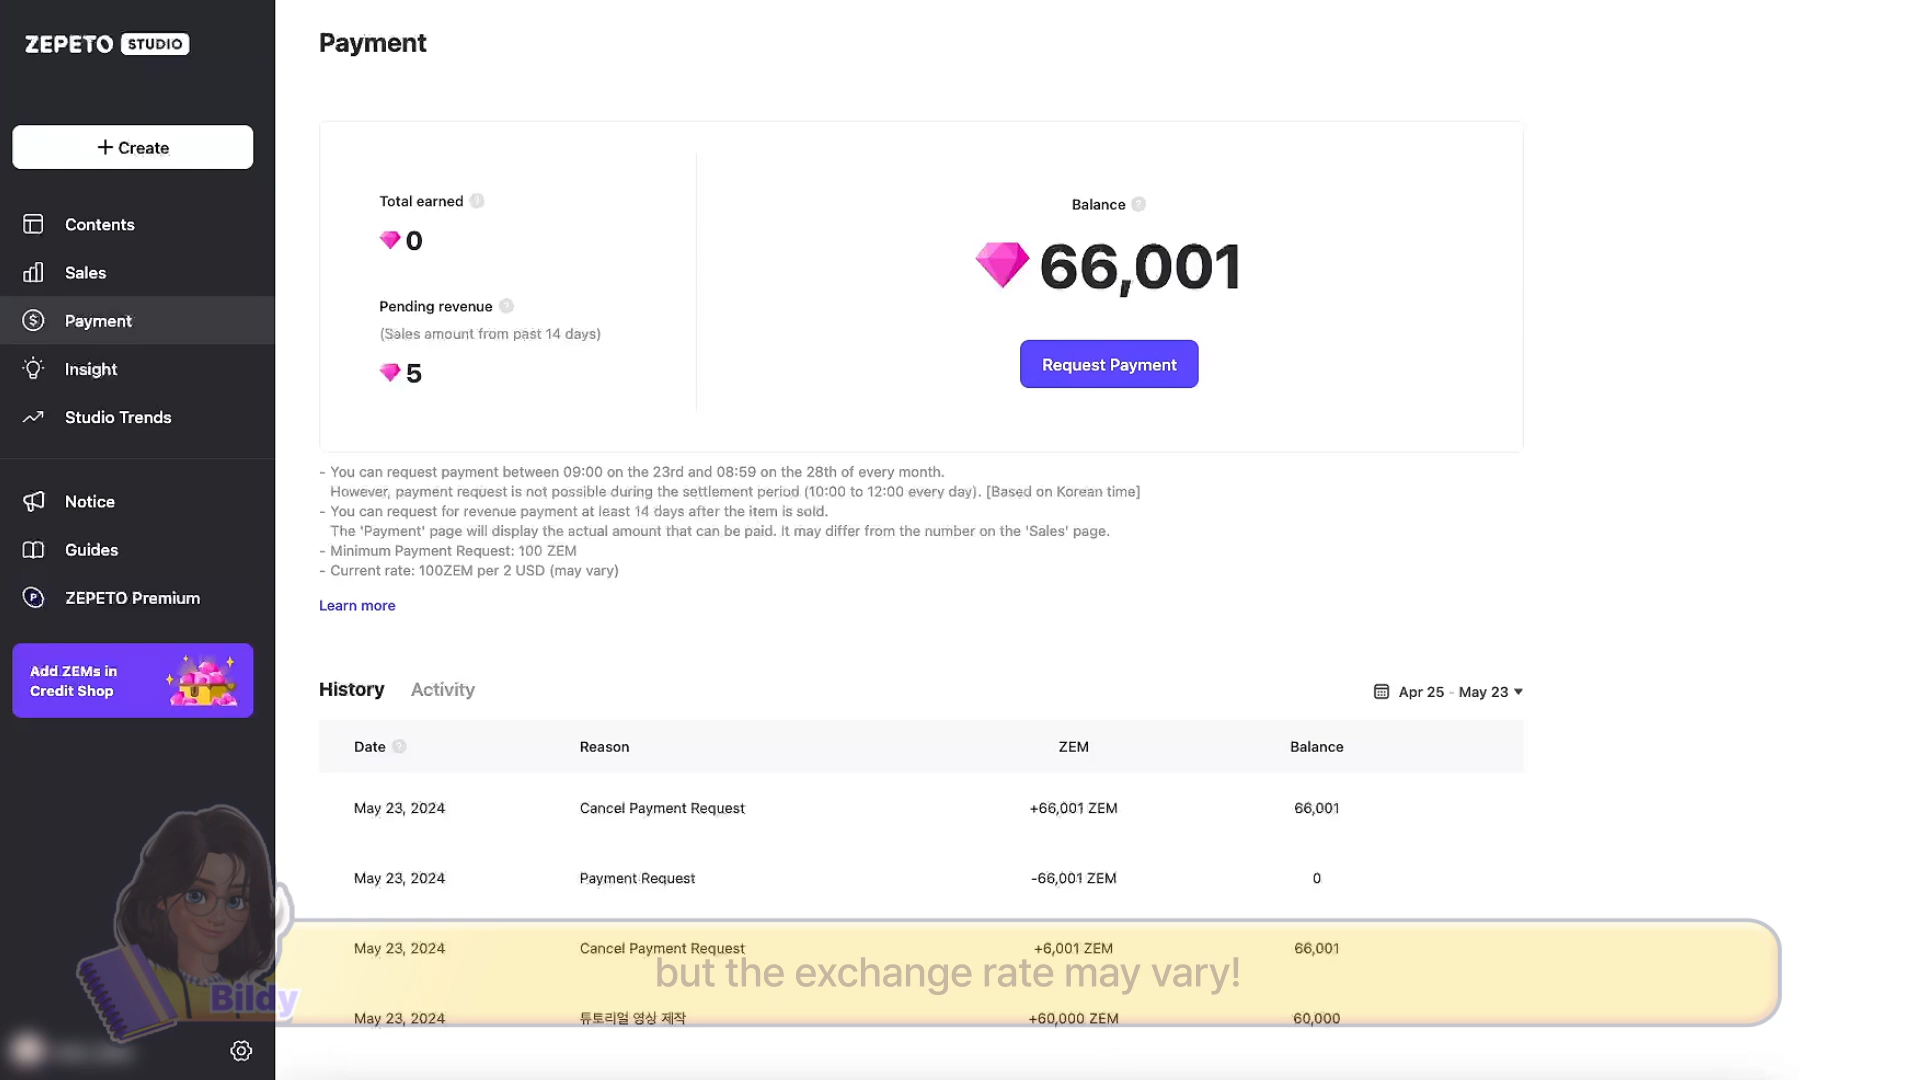 ZEPETO STUDIO
+ Create
Contents
Sales
Payment
Insight
Studio Trends
Notice
Guides
ZEPETO Premium
Add ZEMs in
Credit Shop
Payment
Total earned
0
Pending revenue ?
(Sales amount from past 14 days)
5
Balance ?
66,001
Request Payment
- You can request payment between 09:00 on the 23rd and 08:59 on the 28th of every month.
However, payment request is not possible during the settlement period (10:00 to 12:00 every day). [Based on Korean time]
- You can request for revenue payment at least 14 days after the item is sold.
The 'Payment' page will display the actual amount that can be paid. It may differ from the number on the 'Sales' page.
- Minimum Payment Request: 100 ZEM
- Current rate: 100ZEM per 2 USD (may vary)
Learn more
History Activity
Apr 25 - May 23
Date ? Reason ZEM Balance
May 23, 2024 Cancel Payment Request +66,001 ZEM 66,001
May 23, 2024 Payment Request -66,001 ZEM 0
May 23, 2024 Cancel Payment Request +6,001 ZEM 66,001
but the exchange rate may vary!
Bildy
May 23, 2024 튜토리얼 영상 제작 +60,000 ZEM 60,000